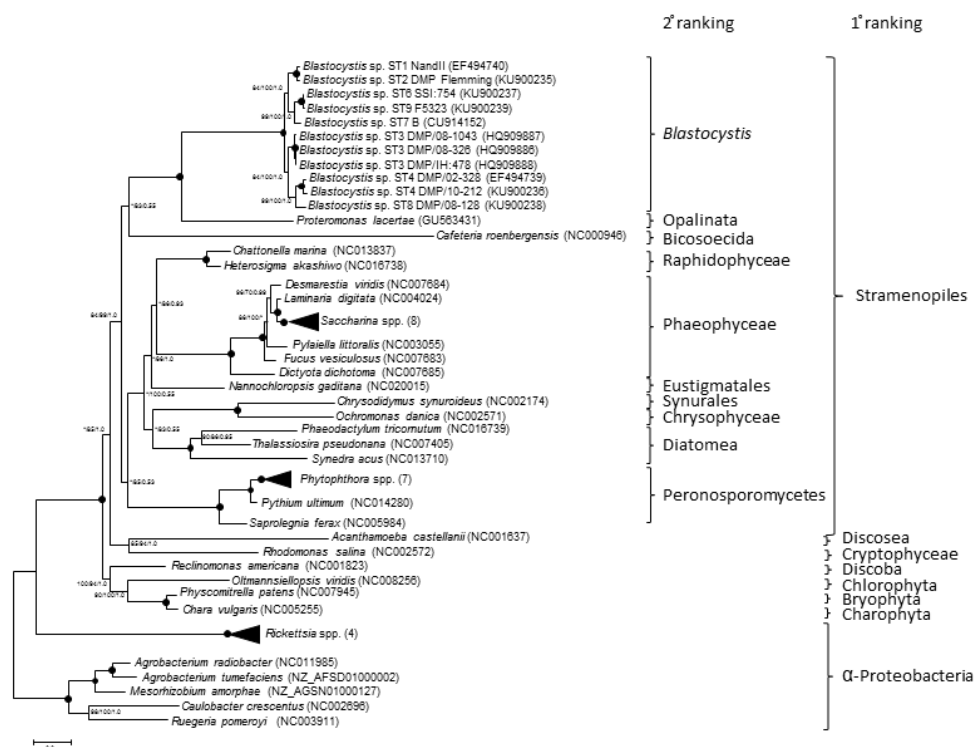 2° ranking 1° ranking
Blastocystis sp. ST1 NandII (EF494740)
Blastocystis sp. ST2 DMP Flemming (KU900235)
Blastocystis sp. ST6 SSI:754 (KU900237)
Blastocystis sp. ST9 F5323 (KU900239)
Blastocystis sp. ST7 B (CU914152)
Blastocystis sp. ST3 DMP/08-1043 (HQ909887)
Blastocystis sp. ST3 DMP/08-326 (HQ909886)
Blastocystis sp. ST3 DMP/IH:478 (HQ909888)
Blastocystis sp. ST4 DMP/02-328 (EF494739)
Blastocystis sp. ST4 DMP/10-212 (KU900236)
Blastocystis sp. ST8 DMP/08-128 (KU900238)
Blastocystis
Proteromonas lacertae (GU563431)
Opalinata
Cafeteria roenbergensis (NC000946)
Bicosoecida
Chattonella marina (NC013837)
Heterosigma akashiwo (NC016738)
Raphidophyceae
Desmarestia viridis (NC007684)
Laminaria digitata (NC004024)
Saccharina spp. (8)
Pylaiella littoralis (NC003055)
Fucus vesiculosus (NC007683)
Dictyota dichotoma (NC007685)
Phaeophyceae
Stramenopiles
Nannochloropsis gaditana (NC020015)
Eustigmatales
Chrysodidymus synuroideus (NC002174)
Synurales
Ochromonas danica (NC002571)
Chrysophyceae
Phaeodactylum tricornutum (NC016739)
Thalassiosira pseudonana (NC007405)
Synedra acus (NC013710)
Diatomea
Phytophthora spp. (7)
Pythium ultimum (NC014280)
Saprolegnia ferax (NC005984)
Peronosporomycetes
Acanthamoeba castellanii (NC001637)
Discosea
Rhodomonas salina (NC002572)
Cryptophyceae
Reclinomonas americana (NC001823)
Discoba
Oltmannsiellopsis viridis (NC008256)
Chlorophyta
Physcomitrella patens (NC007945)
Bryophyta
Chara vulgaris (NC005255)
Charophyta
Rickettsia spp. (4)
Agrobacterium radiobacter (NC011985)
Agrobacterium tumefaciens (NZ_AFSD01000002)
Mesorhizobium amorphae (NZ_AGSN01000127)
Caulobacter crescentus (NC002696)
Ruegeria pomeroyi (NC003911)
α-Proteobacteria